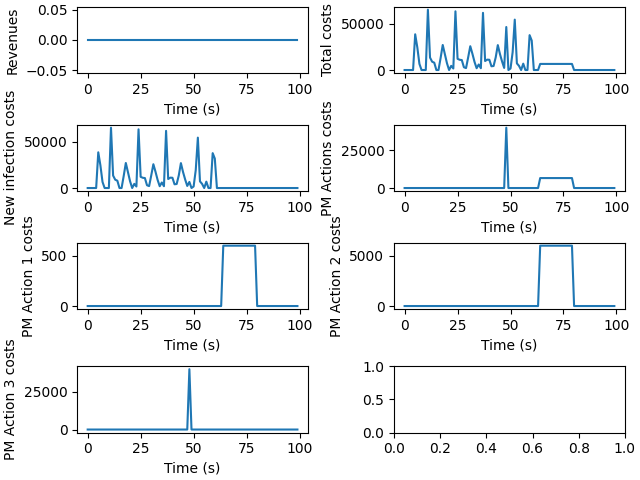 Revenues
0.05
0.00
−0.05
0 25 50 75 100
Time (s)
Total costs
50000
0
0 25 50 75 100
Time (s)
New infection costs
50000
0
0 25 50 75 100
Time (s)
PM Actions costs
25000
0
0 25 50 75 100
Time (s)
PM Action 1 costs
500
0
0 25 50 75 100
Time (s)
PM Action 2 costs
5000
0
0 25 50 75 100
Time (s)
PM Action 3 costs
25000
0
0 25 50 75 100
Time (s)
1.0
0.5
0.0
0.0 0.2 0.4 0.6 0.8 1.0